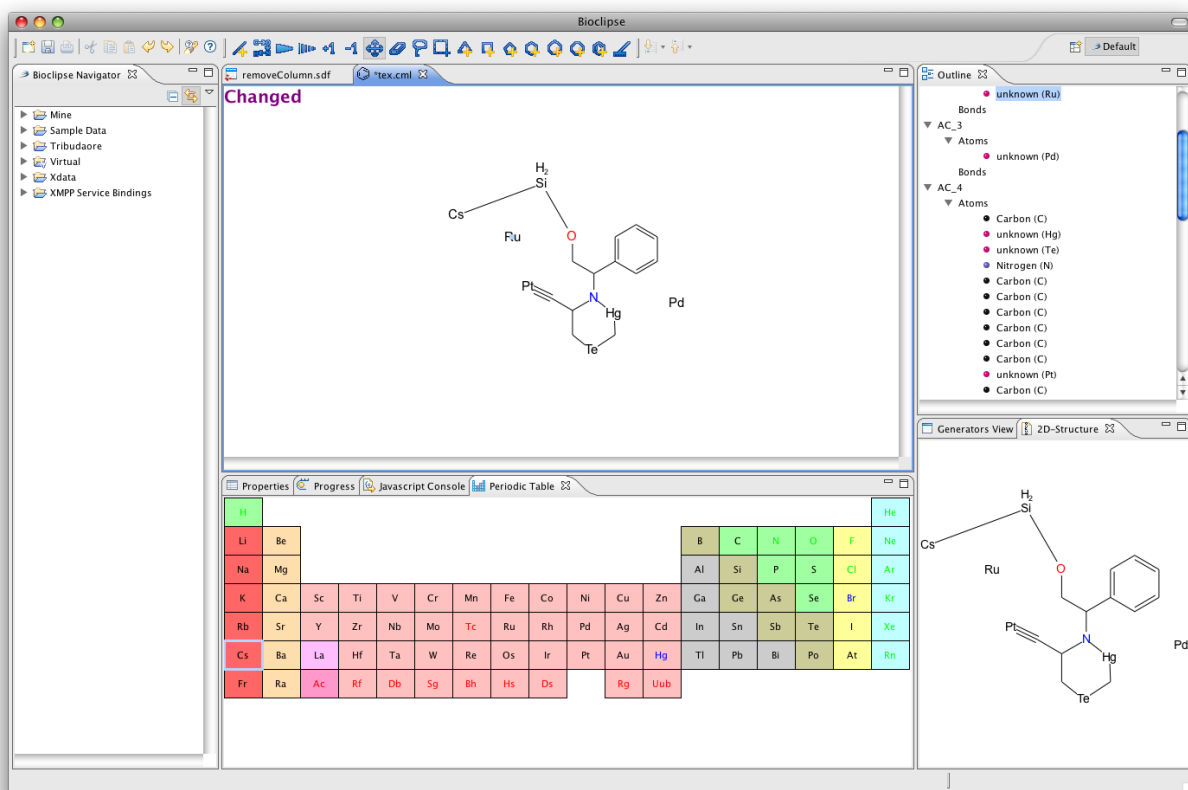 Bioclipse
+1 -1
Default
Bioclipse Navigator
Mine
Sample Data
Tribudaore
Virtual
Xdata
XMPP Service Bindings
removeColumn.sdf *tex.cml
Changed
H2
Si
Cs
Ru
O
Pt
N
Hg
Pd
Te
Outline
unknown (Ru)
Bonds
AC_3
Atoms
unknown (Pd)
Bonds
AC_4
Atoms
Carbon (C)
unknown (Hg)
unknown (Te)
Nitrogen (N)
Carbon (C)
Carbon (C)
Carbon (C)
Carbon (C)
Carbon (C)
Carbon (C)
unknown (Pt)
Carbon (C)
Properties Progress Javascript Console Periodic Table
H He
Li Be B C N O F Ne
Na Mg Al Si P S Cl Ar
K Ca Sc Ti V Cr Mn Fe Co Ni Cu Zn Ga Ge As Se Br Kr
Rb Sr Y Zr Nb Mo Tc Ru Rh Pd Ag Cd In Sn Sb Te I Xe
Cs Ba La Hf Ta W Re Os Ir Pt Au Hg Tl Pb Bi Po At Rn
Fr Ra Ac Rf Db Sg Bh Hs Ds Rg Uub
Generators View 2D-Structure
H2
Si
Cs
Ru
O
Pt
N
Pd
Hg
Te